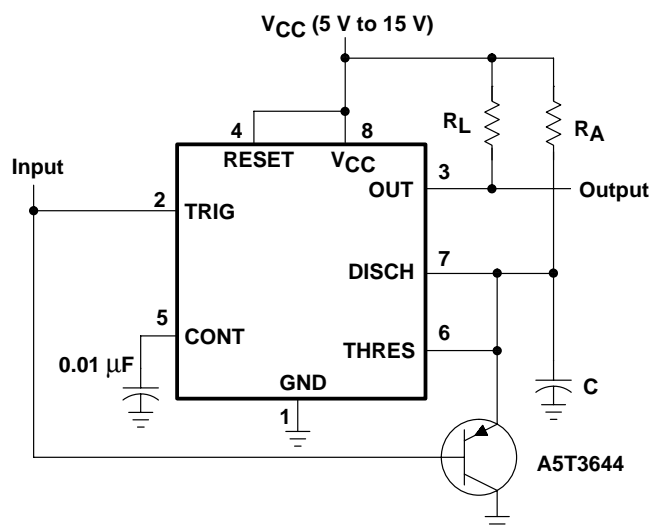 VCC (5 V to 15 V)
4
8
RL
RA
RESET
VCC
3
Input
OUT
Output
2
TRIG
7
DISCH
5
CONT
6
0.01 µF
THRES
GND
C
1
A5T3644